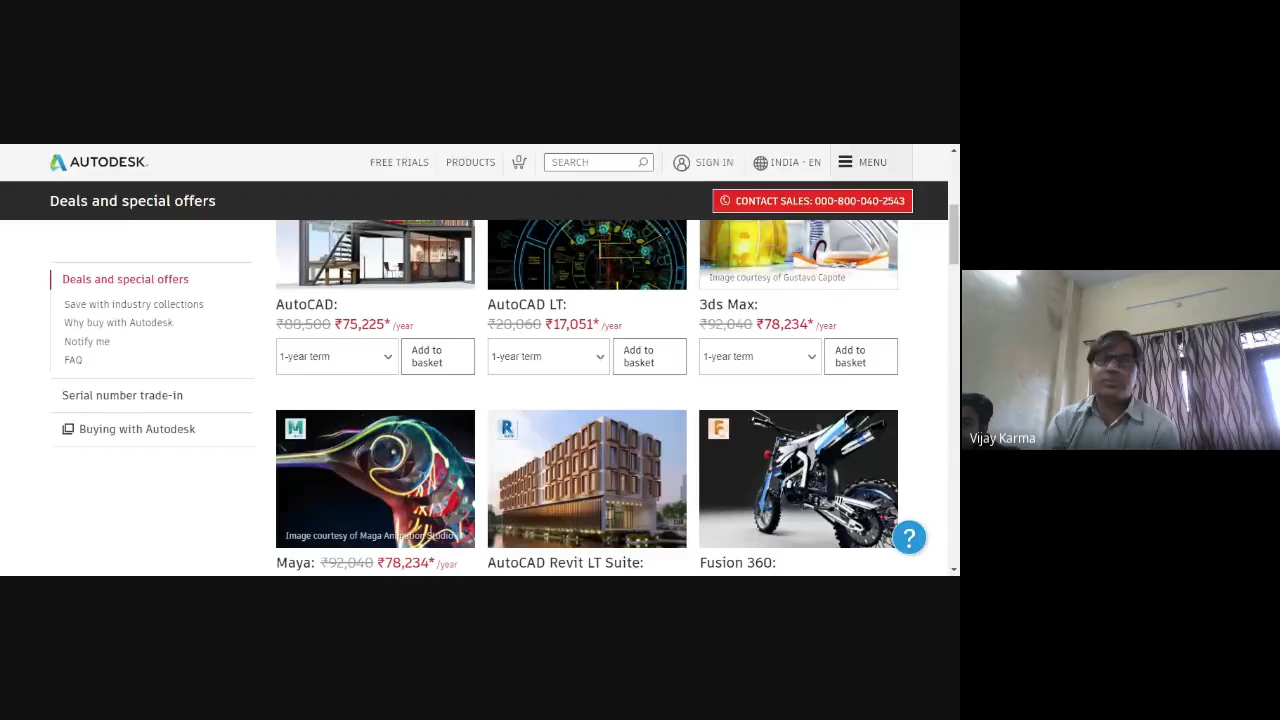 AUTODESK
FREE TRIALS
PRODUCTS
0
SEARCH
SIGN IN
INDIA - EN
MENU
Deals and special offers
CONTACT SALES: 000-800-040-2543
Deals and special offers
Save with industry collections
Why buy with Autodesk
Notify me
FAQ
Serial number trade-in
Buying with Autodesk
Image courtesy of Gustavo Capote
AutoCAD:
₹88,500 ₹75,225* /year
1-year term
Add to
basket
AutoCAD LT:
₹20,060 ₹17,051* /year
1-year term
Add to
basket
3ds Max:
₹92,040 ₹78,234* /year
1-year term
Add to
basket
M
Image courtesy of Maga Animation Studio
Maya: ₹92,040 ₹78,234* /year
R
AutoCAD Revit LT Suite:
F
Fusion 360:
?
Vijay Karma